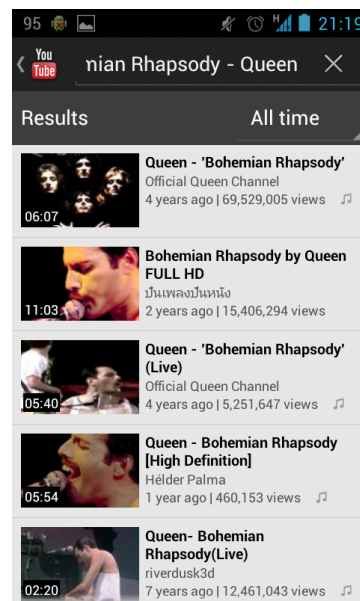 95
H
21:19
You
Tube
mian Rhapsody - Queen
Results
All time
Queen - 'Bohemian Rhapsody'
Official Queen Channel
4 years ago | 69,529,005 views
06:07
Bohemian Rhapsody by Queen
FULL HD
ปันเพลงปันหนัง
2 years ago | 15,406,294 views
11:03
Queen - 'Bohemian Rhapsody'
(Live)
Official Queen Channel
4 years ago | 5,251,647 views
05:40
Queen - Bohemian Rhapsody
[High Definition]
Hélder Palma
1 year ago | 460,153 views
05:54
Queen- Bohemian
Rhapsody(Live)
riverdusk3d
7 years ago | 12,461,043 views
02:20